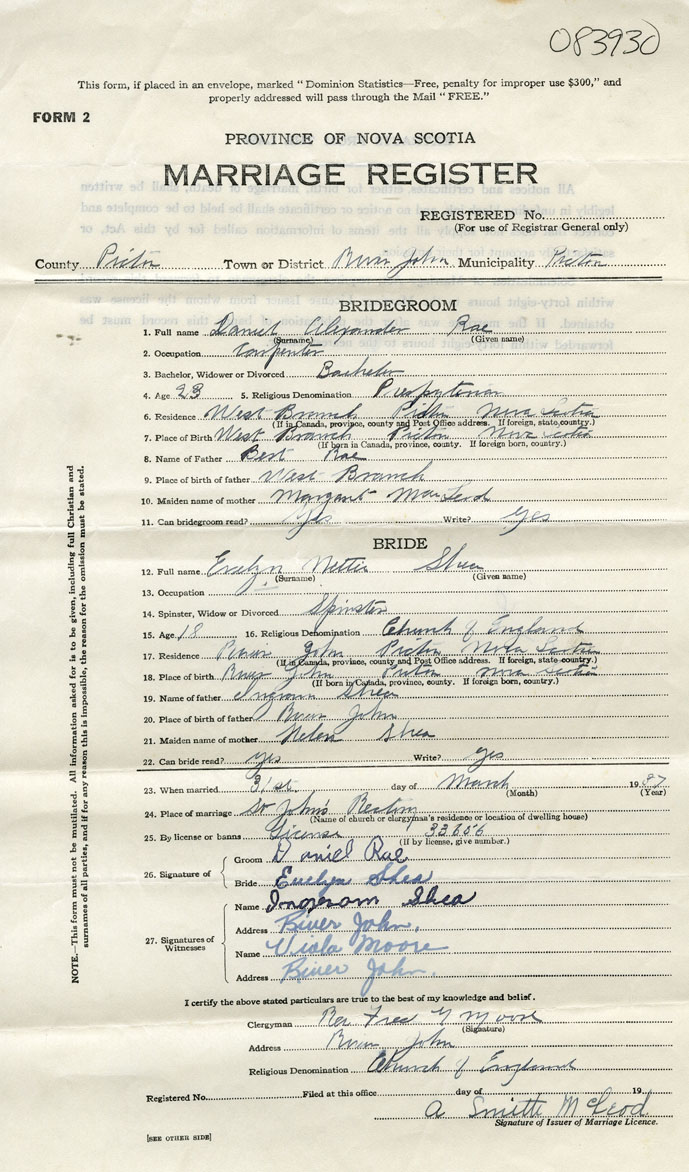 083930
This form, if placed in an envelope, marked "Dominion Statistics—Free, penalty for improper use $300," and
properly addressed will pass through the Mail "FREE."
FORM 2
PROVINCE OF NOVA SCOTIA
MARRIAGE REGISTER
REGISTERED No.
(For use of Registrar General only)
County Pictou Town or District River John Municipality Pictou
BRIDEGROOM
1. Full name Daniel Alexander Rae
(Surname) (Given name)
2. Occupation Carpenter
3. Bachelor, Widower or Divorced Bachelor
4. Age 23 5. Religious Denomination Presbyterian
6. Residence West Branch Pictou Nova Scotia
(If in Canada, province, county and Post Office address. If foreign, state country.)
7. Place of Birth West Branch Pictou Nova Scotia
(If born in Canada, province, county. If foreign born, country.)
8. Name of Father Bert Rae
9. Place of birth of father West Branch
10. Maiden name of mother Margaret MacLeod
11. Can bridegroom read? Yes Write? Yes
BRIDE
12. Full name Evelyn Nettie Shea
(Surname) (Given name)
13. Occupation
14. Spinster, Widow or Divorced Spinster
15. Age 18 16. Religious Denomination Church of England
17. Residence River John Pictou Nova Scotia
(If in Canada, province, county and Post Office address. If foreign, state country.)
18. Place of birth River John Pictou Nova Scotia
(If born in Canada, province, county. If foreign born, country.)
19. Name of father Ingram Shea
20. Place of birth of father River John
21. Maiden name of mother Helen Shea
22. Can bride read? yes Write? yes
23. When married 31st day of March 1937
(Month) (Year)
24. Place of marriage St John's Rectory
(Name of church or clergyman's residence or location of dwelling house)
25. By license or banns License 33656
(If by license, give number.)
26. Signature of
Groom Daniel Rae
Bride Evelyn Shea
27. Signatures of Witnesses
Name Ingram Shea
Address River John,
Name Viola Moore
Address River John.
I certify the above stated particulars are true to the best of my knowledge and belief.
Clergyman Rev Fred G Moore
(Signature)
Address River John
Religious Denomination Church of England
Registered No. Filed at this office day of 19
A Smith McLeod
Signature of Issuer of Marriage Licence.
[SEE OTHER SIDE]
NOTE.—This form must not be mutilated. All information asked for is to be given, including full Christian and
surnames of all parties, and if for any reason this is impossible, the reason for the omission must be stated.